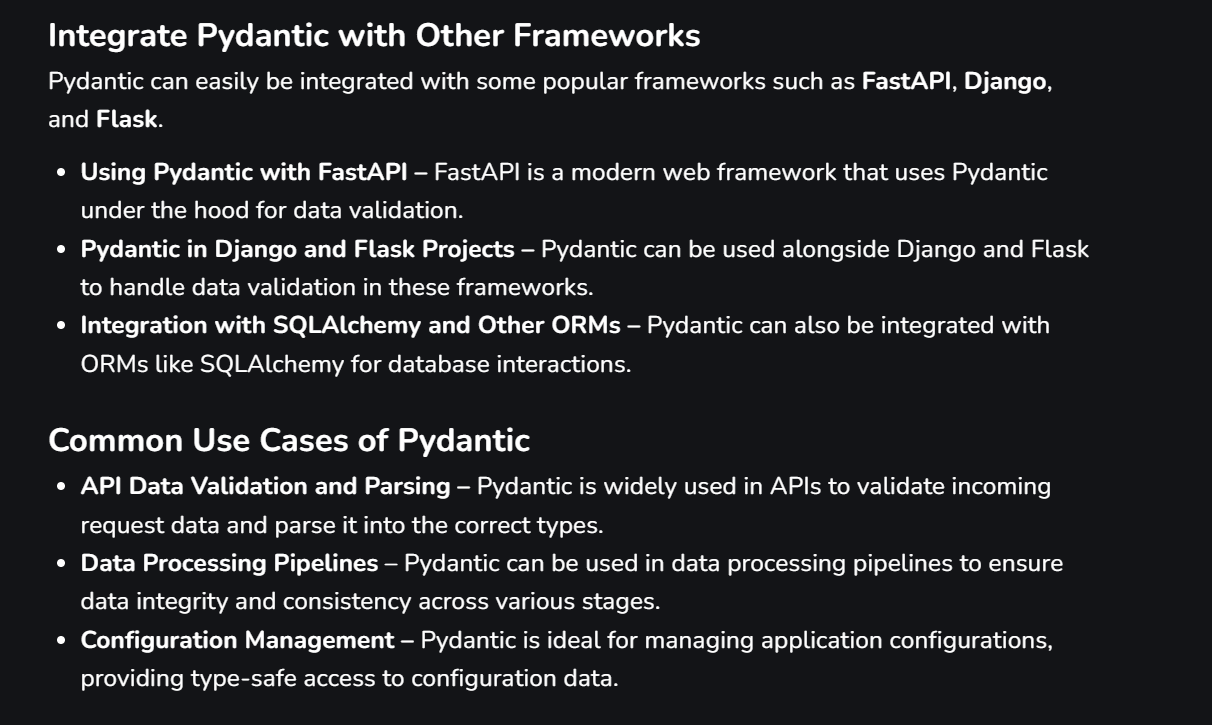 Integrate Pydantic with Other Frameworks
Pydantic can easily be integrated with some popular frameworks such as FastAPI, Django,
and Flask.
• Using Pydantic with FastAPI – FastAPI is a modern web framework that uses Pydantic
under the hood for data validation.
• Pydantic in Django and Flask Projects – Pydantic can be used alongside Django and Flask
to handle data validation in these frameworks.
• Integration with SQLAlchemy and Other ORMs – Pydantic can also be integrated with
ORMs like SQLAlchemy for database interactions.
Common Use Cases of Pydantic
• API Data Validation and Parsing – Pydantic is widely used in APIs to validate incoming
request data and parse it into the correct types.
• Data Processing Pipelines – Pydantic can be used in data processing pipelines to ensure
data integrity and consistency across various stages.
• Configuration Management – Pydantic is ideal for managing application configurations,
providing type-safe access to configuration data.